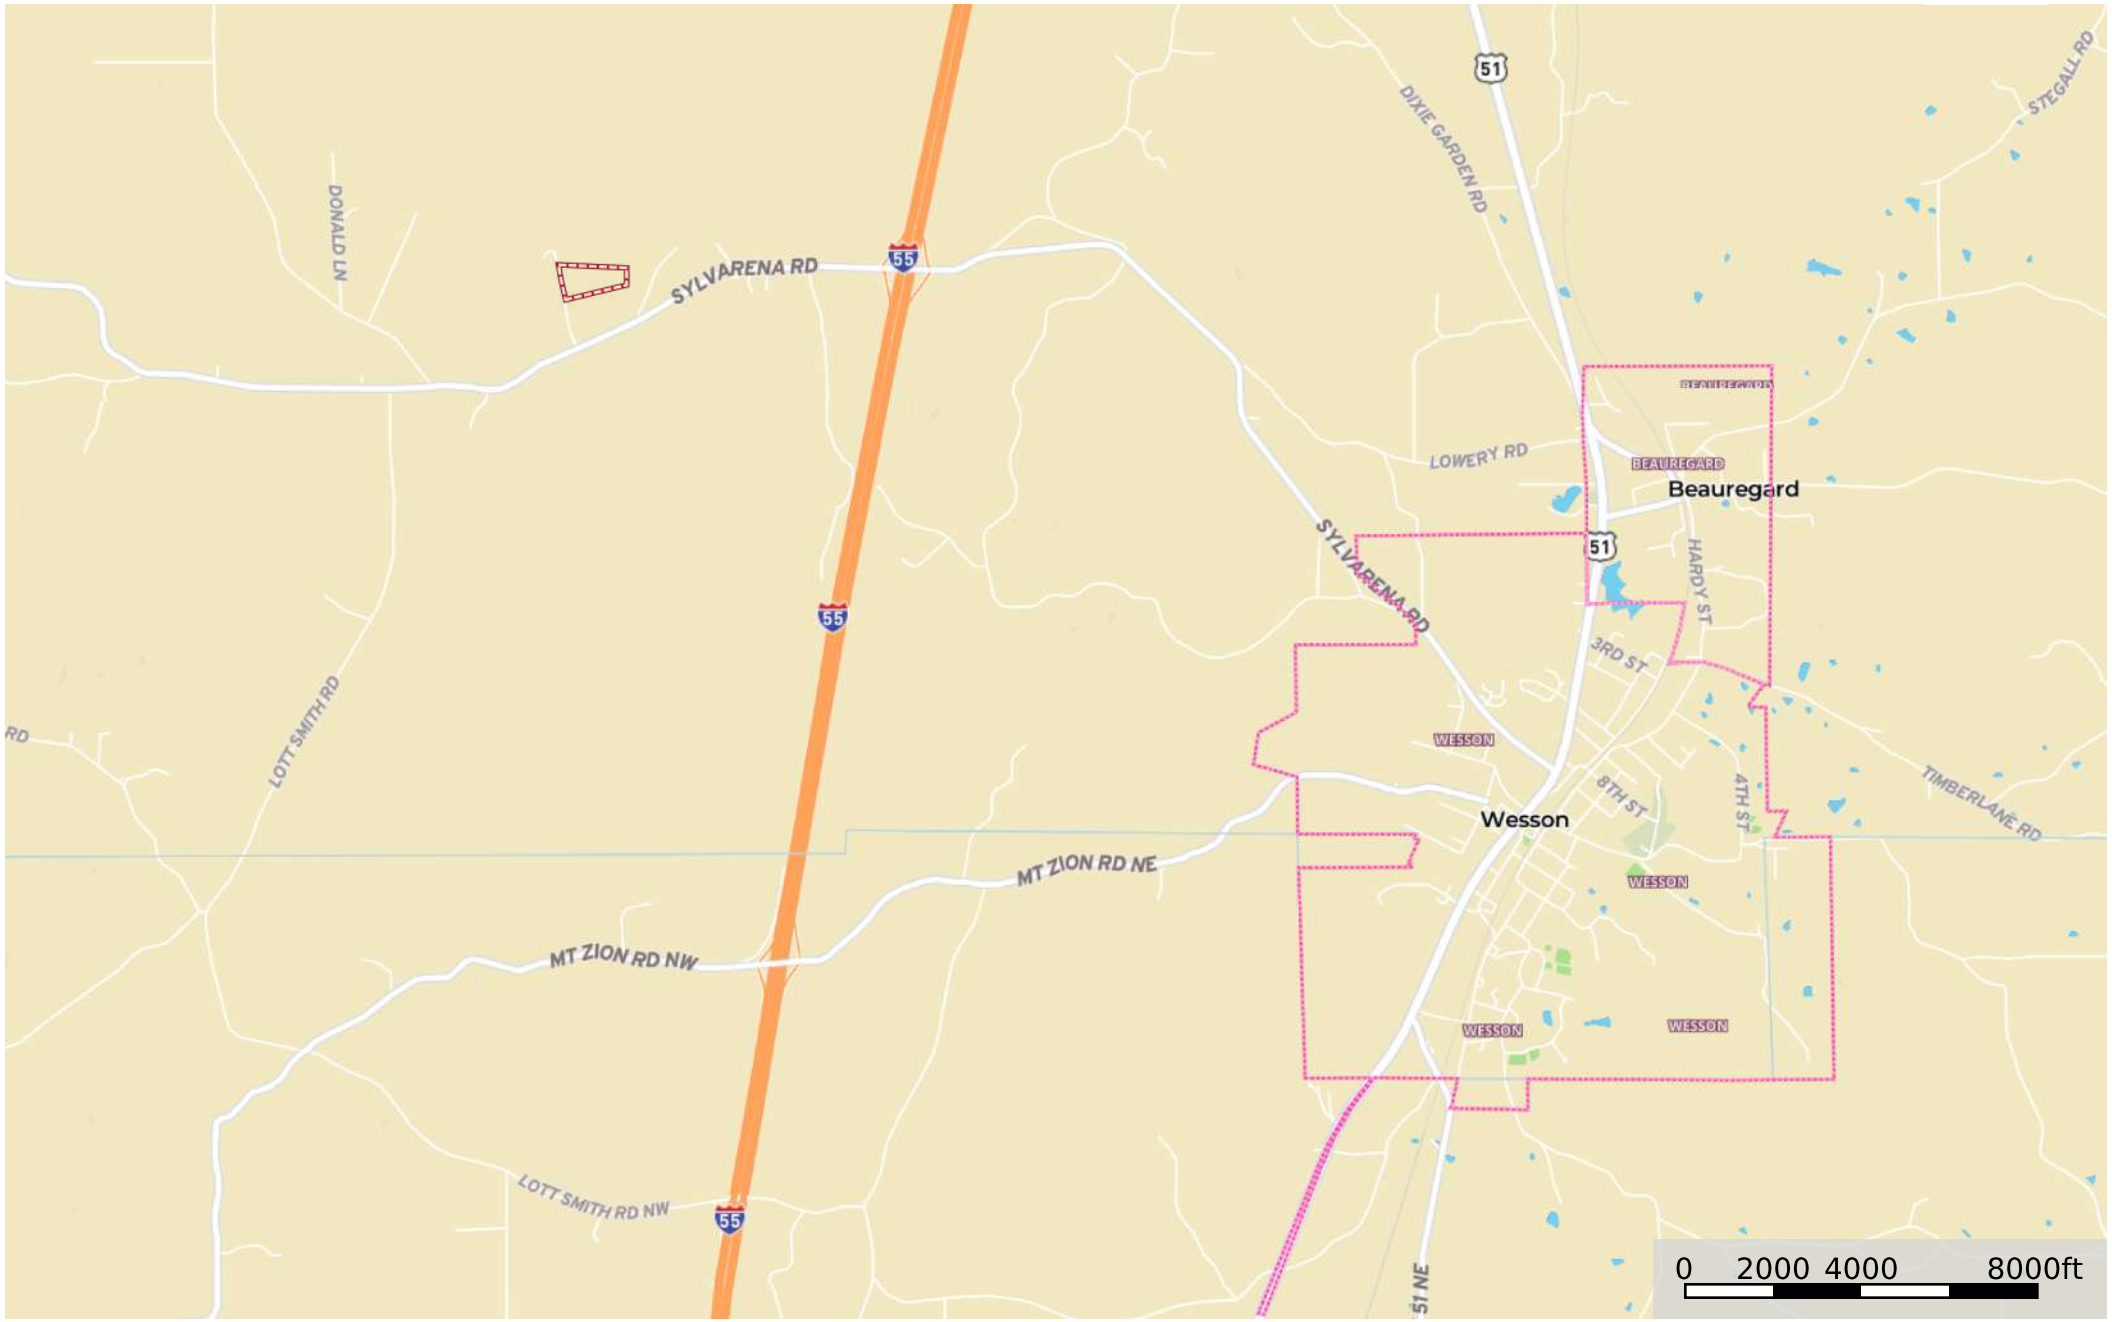 51
STEGALL RD
DIXIE GARDEN RD
DONALD LN
55
SYLVARENA RD
BEAUREGARD
LOWERY RD
BEAUREGARD
Beauregard
SYLVARENA RD
51
HARDY ST
55
3RD ST
LOTT SMITH RD
RD
WESSON
8TH ST
4TH ST
TIMBERLANE RD
Wesson
MT ZION RD NE
WESSON
MT ZION RD NW
WESSON
WESSON
LOTT SMITH RD NW
55
51 NE
0 2000 4000 8000ft